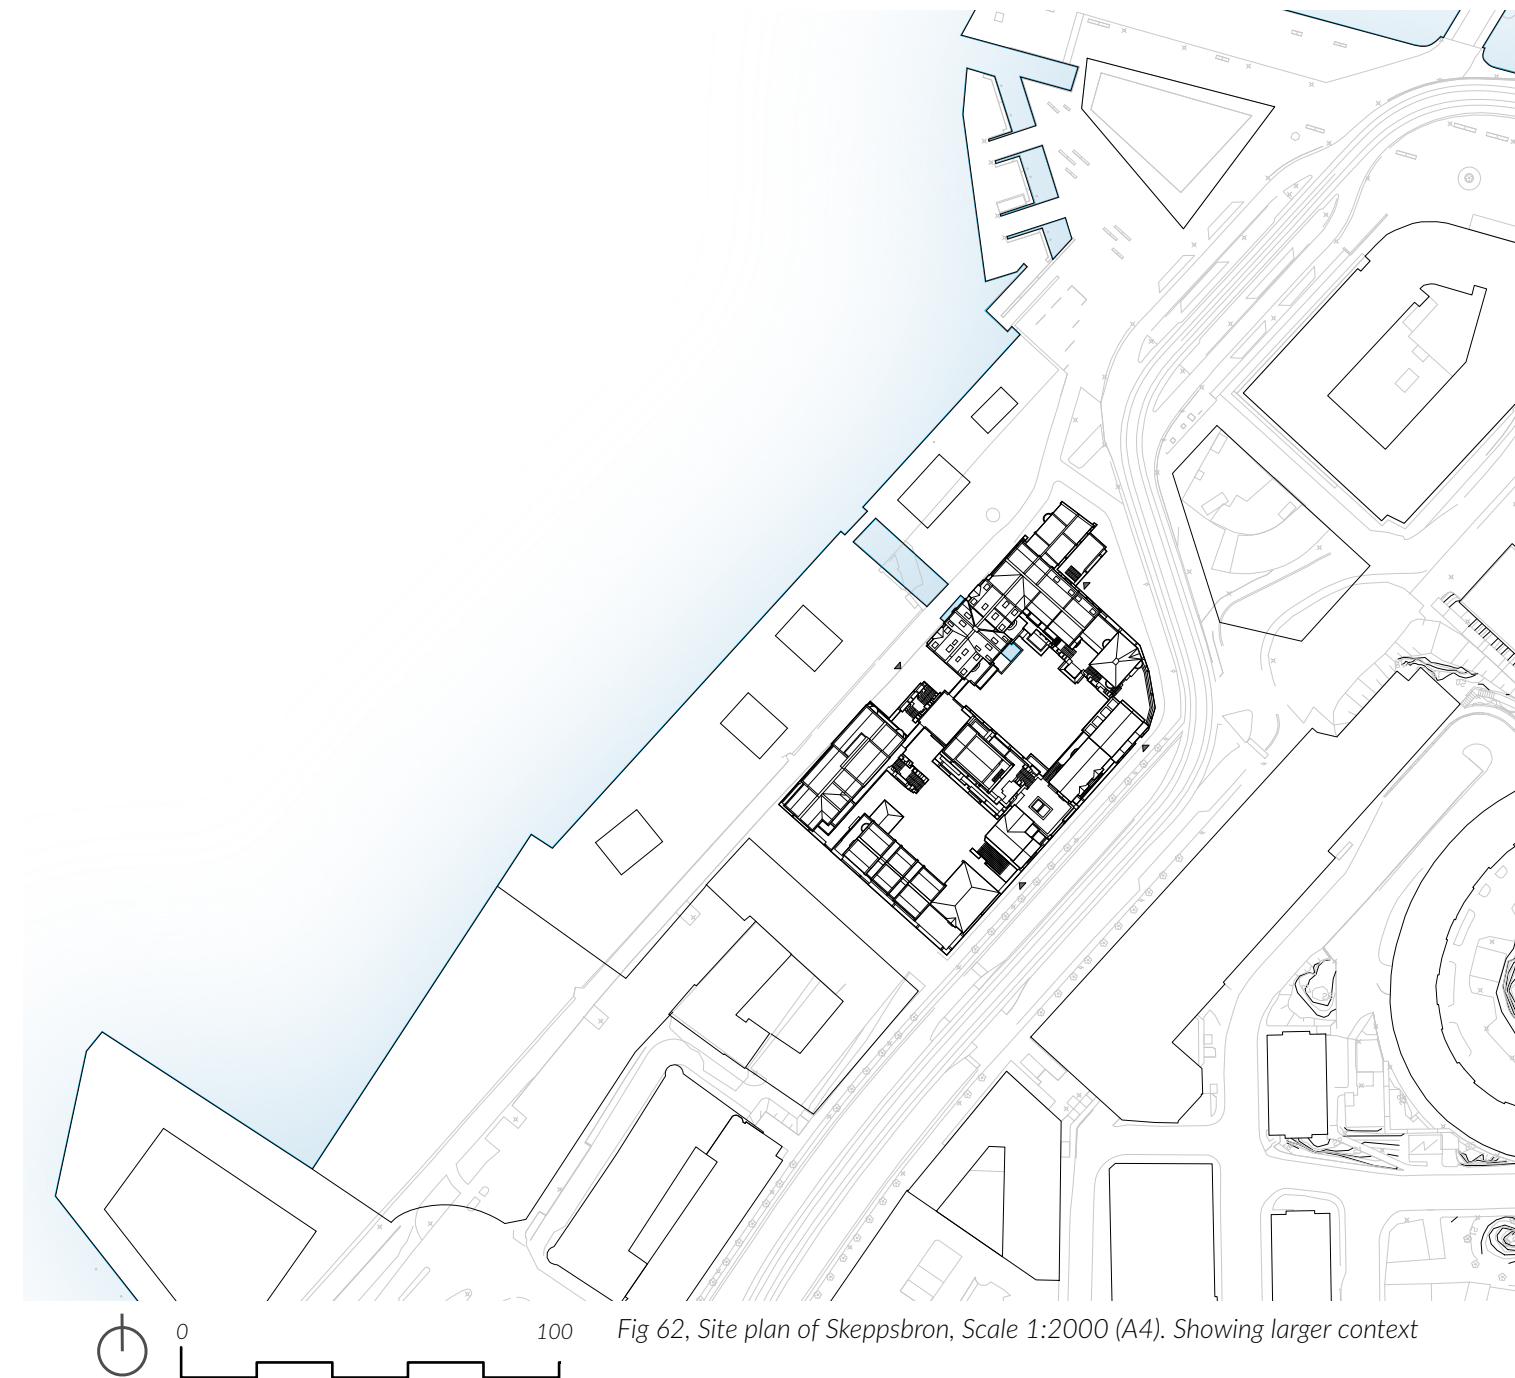 0 100
Fig 62, Site plan of Skeppsbron, Scale 1:2000 (A4). Showing larger context